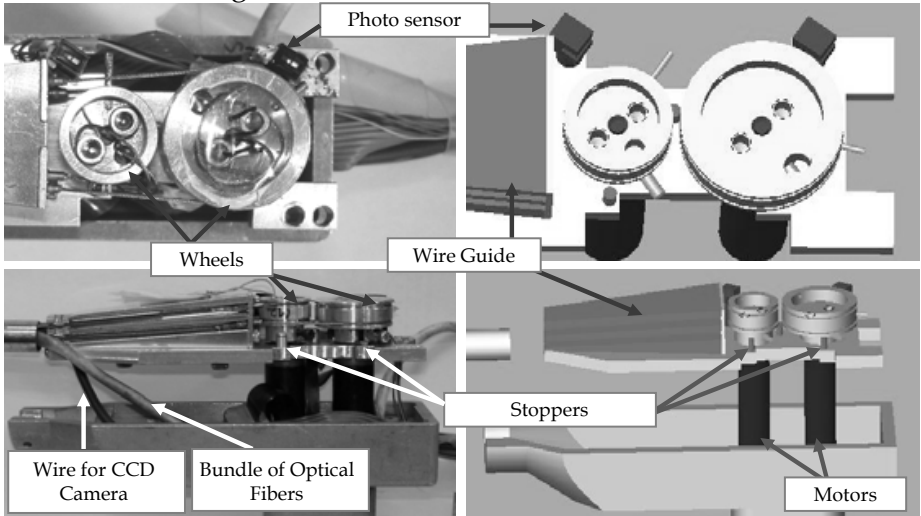 Photo sensor
Wheels
Wire Guide
Stoppers
Wire for CCD
Camera
Bundle of Optical
Fibers
Motors